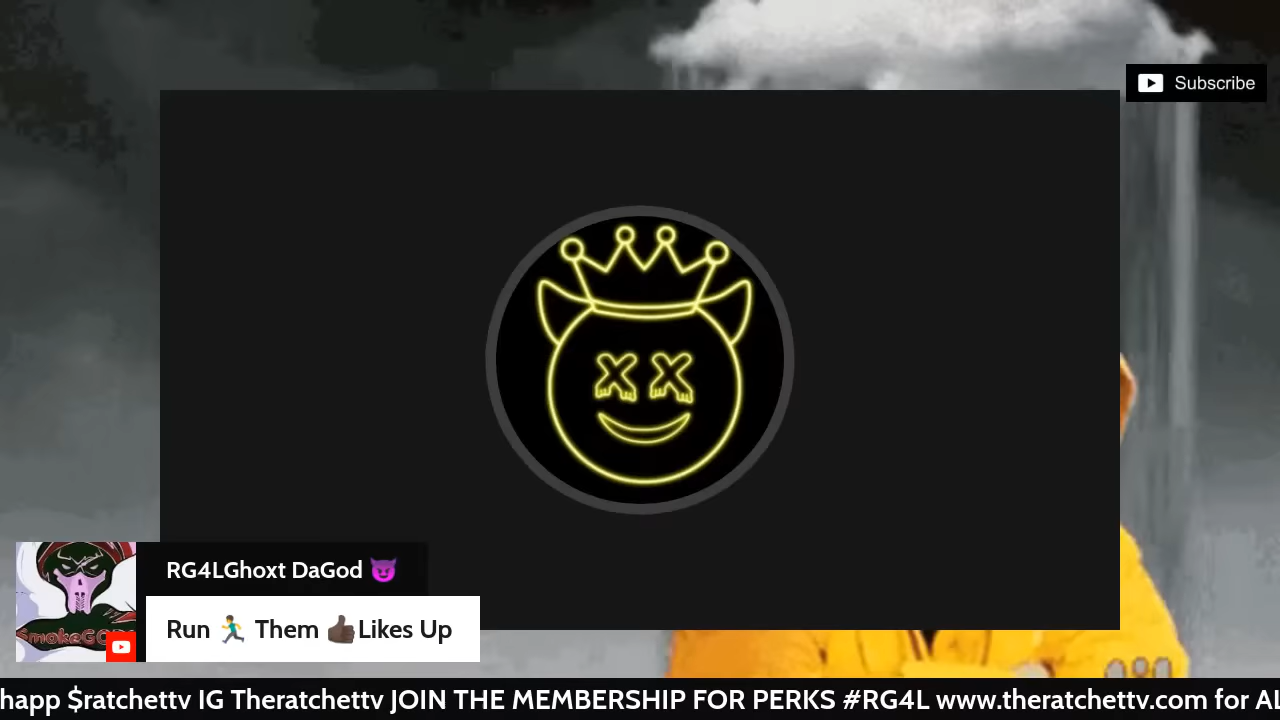 Subscribe
RG4LGhoxt DaGod 😈
Run 🏃‍♂️ Them 👍🏿Likes Up
happ $ratchettv IG Theratchettv JOIN THE MEMBERSHIP FOR PERKS #RG4L www.theratchettv.com for